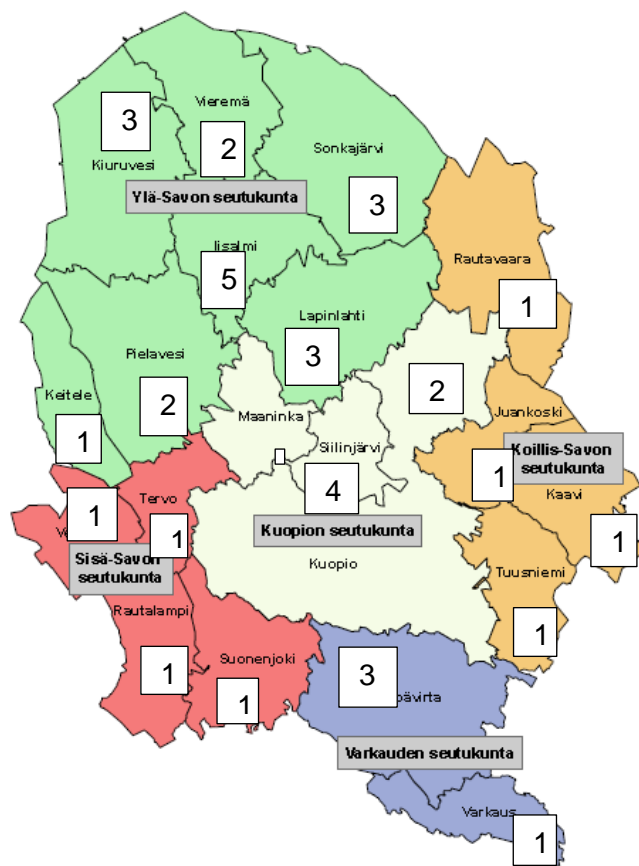 Vieremä
3
2
Kiuruvesi
Sonkajärvi
Ylä-Savon seutukunta
3
Iisalmi
Rautavaara
5
1
Lapinlahti
3
Pielavesi
2
Keitele
2
Juankoski
Maaninka
1
Siilinjärvi
Koillis-Savon
seutukunta
1
Kaavi
4
Tervo
1
1
Kuopion seutukunta
1
Sisä-Savon
seutukunta
Kuopio
Tuusniemi
Rautalampi
1
Suonenjoki
1
3
1
Varkauden seutukunta
Varkaus
1